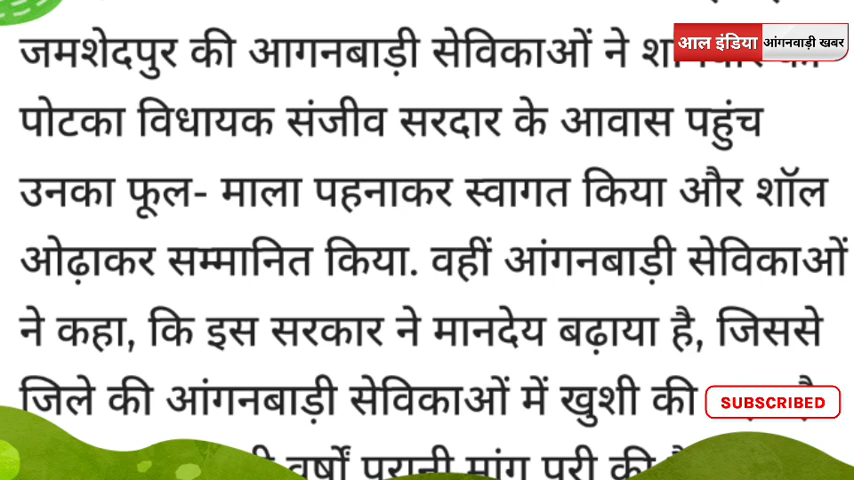 आल इंडिया आंगनवाड़ी खबर
जमशेदपुर की आगनबाड़ी सेविकाओं ने
पोटका विधायक संजीव सरदार के आवास पहुंच
उनका फूल- माला पहनाकर स्वागत किया और शॉल
ओढ़ाकर सम्मानित किया. वहीं आंगनबाड़ी सेविकाओं
ने कहा, कि इस सरकार ने मानदेय बढ़ाया है, जिससे
जिले की आंगनबाड़ी सेविकाओं में खुशी की
SUBSCRIBED
वर्षों पुरानी मांग पूरी की